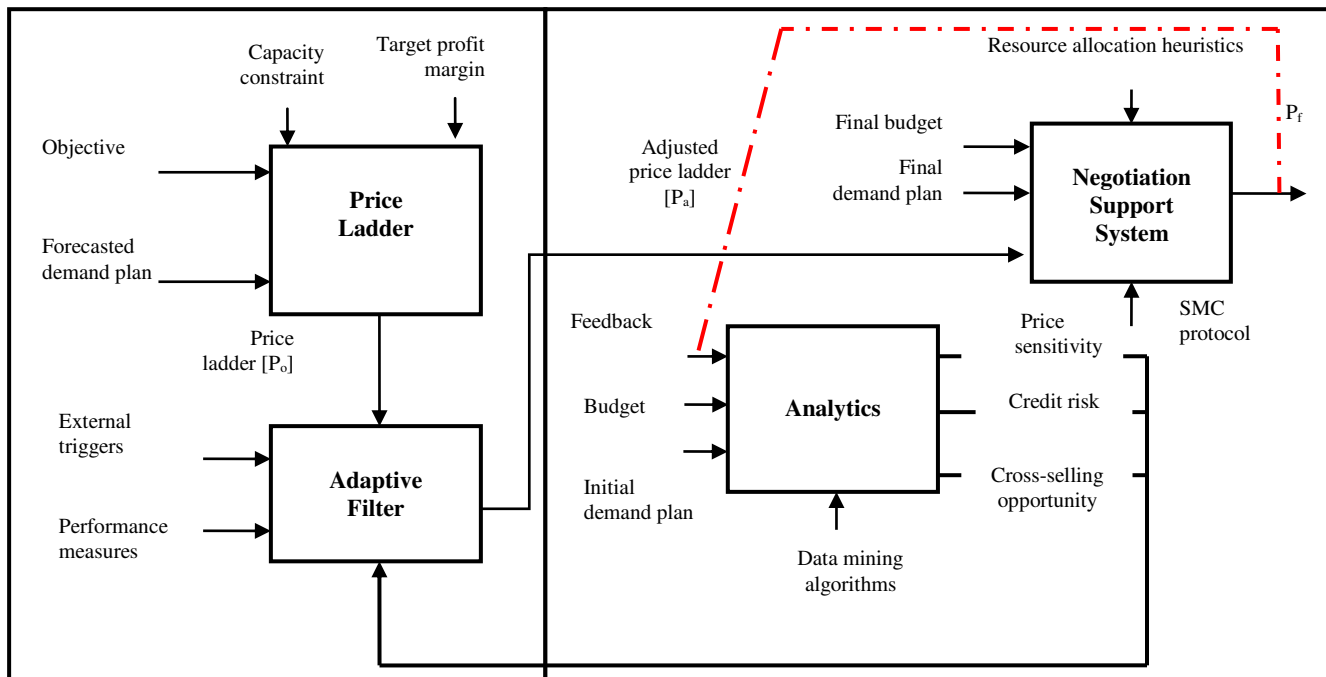 Capacity
constraint
Target profit
margin
Objective
Forecasted
demand plan
Price
Ladder
Price
ladder [Po]
External
triggers
Performance
measures
Adaptive
Filter
Resource allocation heuristics
Pf
Final budget
Final
demand plan
Adjusted
price ladder
[Pa]
Negotiation
Support
System
SMC
protocol
Feedback
Budget
Initial
demand plan
Analytics
Price
sensitivity
Credit risk
Cross-selling
opportunity
Data mining
algorithms